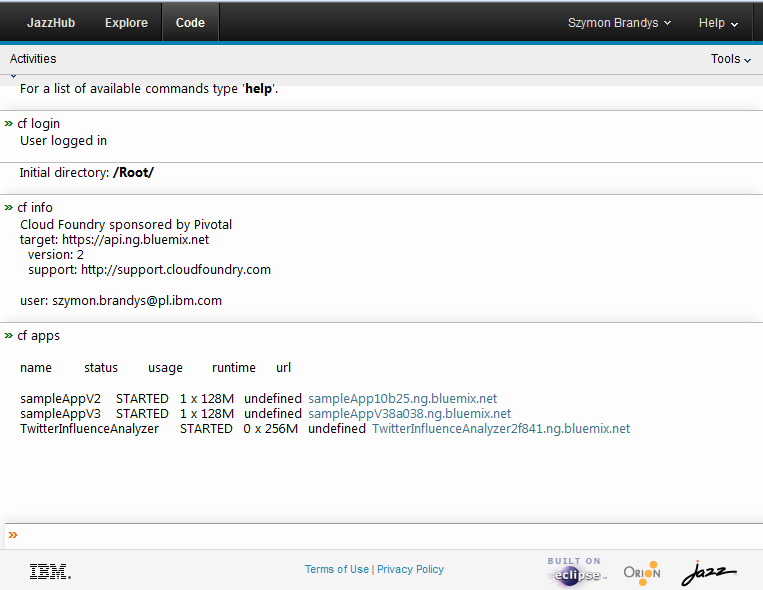 JazzHub Explore Code Szymon Brandys Help
Activities Tools
For a list of available commands type 'help'.
» cf login
User logged in
Initial directory: /Root/
» cf info
Cloud Foundry sponsored by Pivotal
target: https://api.ng.bluemix.net
version: 2
support: http://support.cloudfoundry.com
user: szymon.brandys@pl.ibm.com
» cf apps
name status usage runtime url
sampleAppV2 STARTED 1 x 128M undefined sampleApp10b25.ng.bluemix.net
sampleAppV3 STARTED 1 x 128M undefined sampleAppV38a038.ng.bluemix.net
TwitterInfluenceAnalyzer STARTED 0 x 256M undefined TwitterInfluenceAnalyzer2f841.ng.bluemix.net
»
IBM. Terms of Use | Privacy Policy BUILT ON eclipse ORION jazz